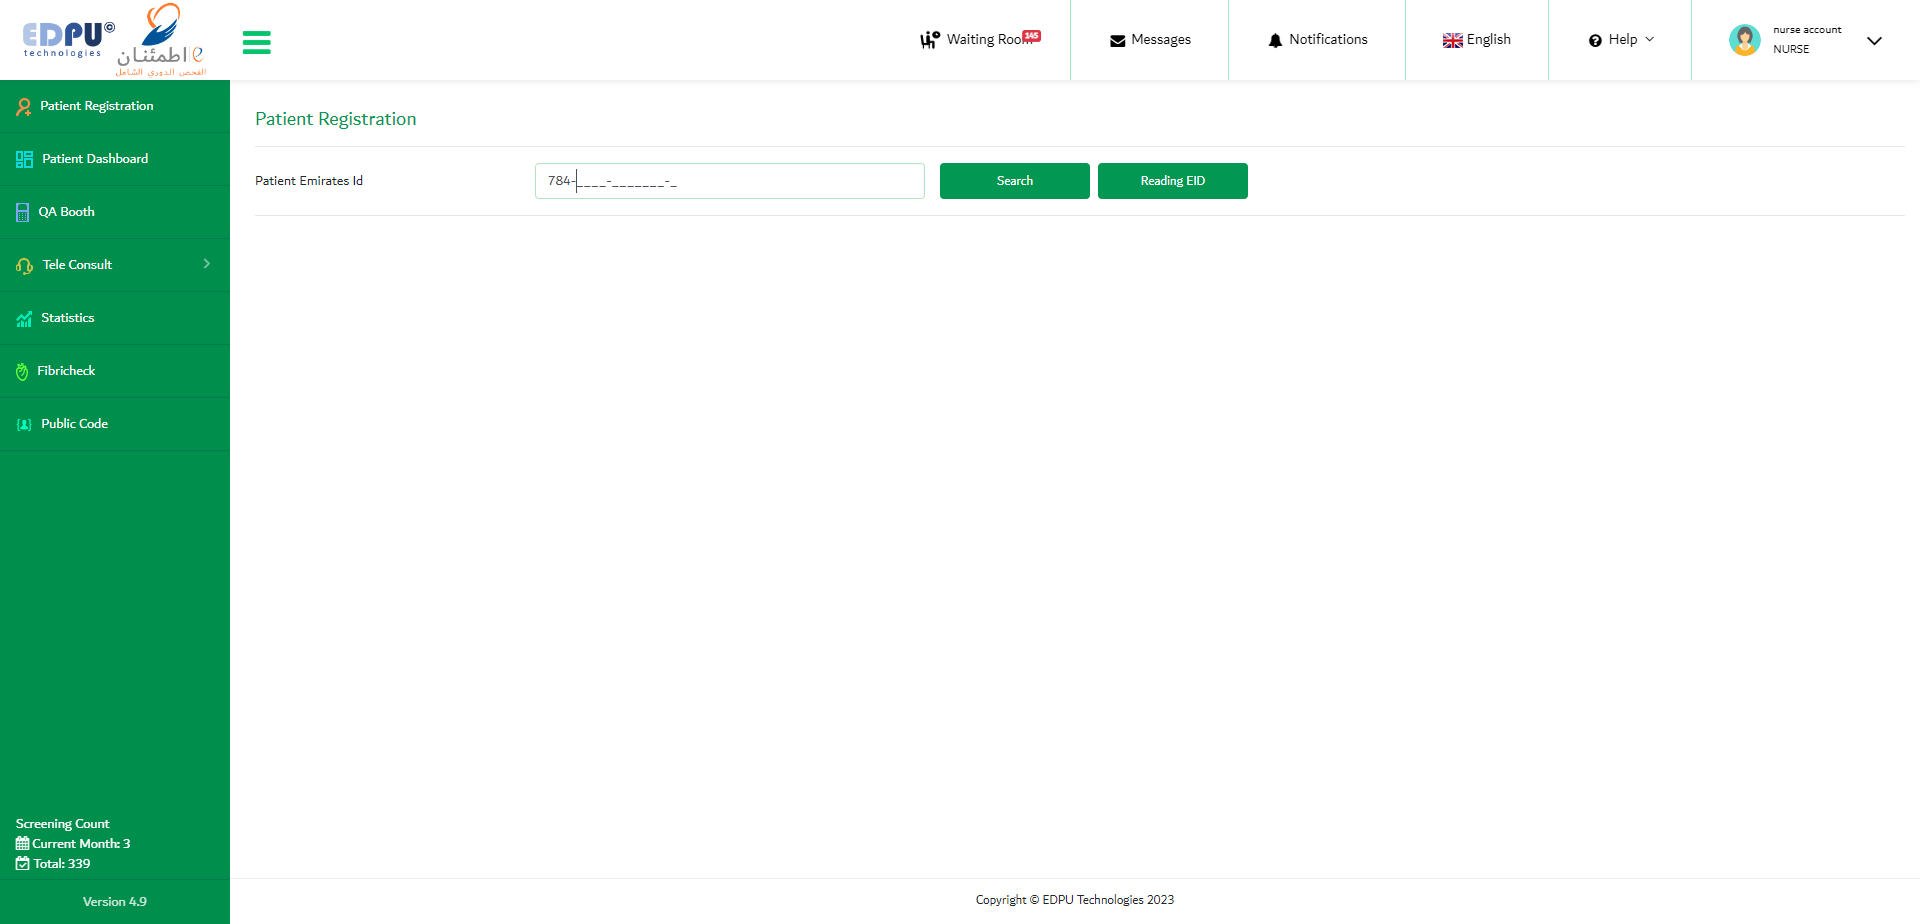 EDPU©
technologies
اطمئنان e
الفحص الدوري الشامل
Waiting Room 145
Messages
Notifications
English
Help
nurse account
NURSE
Patient Registration
Patient Dashboard
QA Booth
Tele Consult
Statistics
Fibricheck
Public Code
Screening Count
Current Month: 3
Total: 339
Version 4.9
Patient Registration
Patient Emirates Id
784-____-_______-_
Search
Reading EID
Copyright © EDPU Technologies 2023